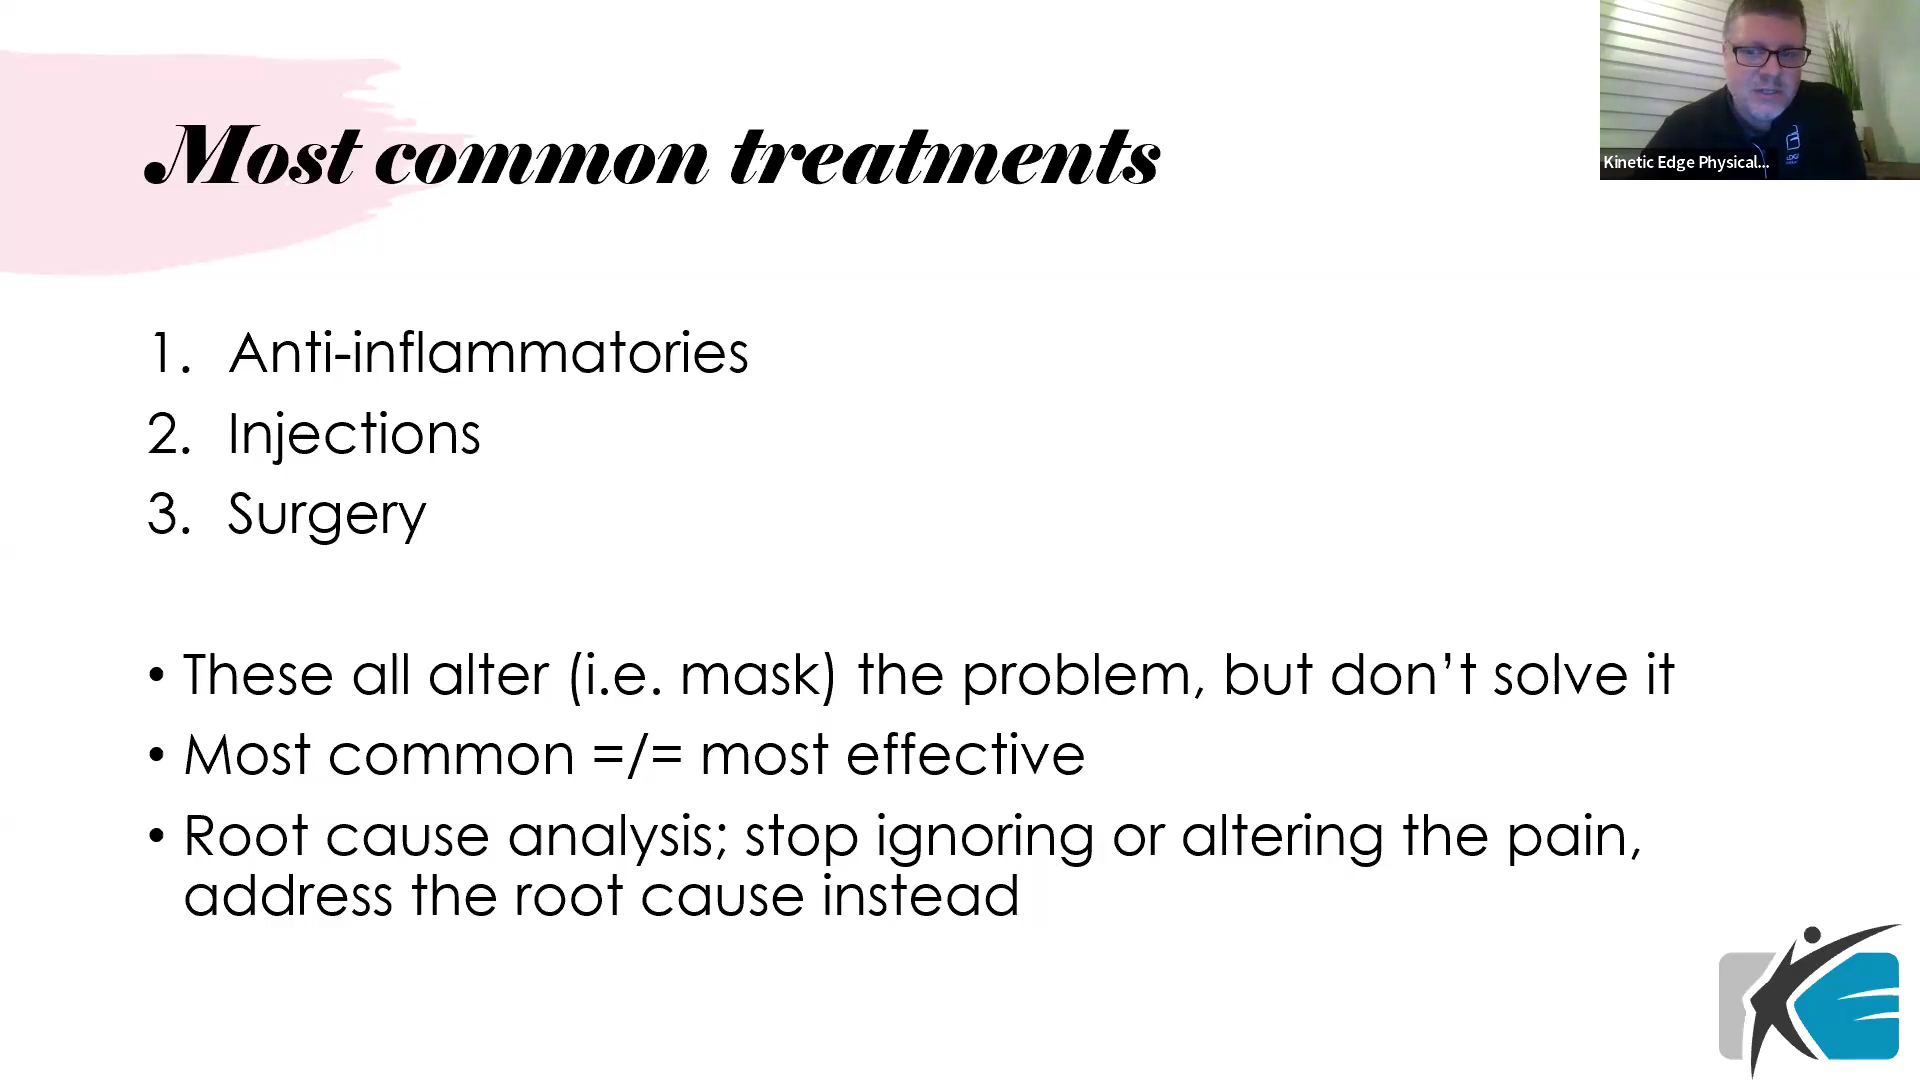 Most common treatments
Kinetic Edge Physical...
1. Anti-inflammatories
2. Injections
3. Surgery
• These all alter (i.e. mask) the problem, but don’t solve it
• Most common =/= most effective
• Root cause analysis; stop ignoring or altering the pain,
address the root cause instead